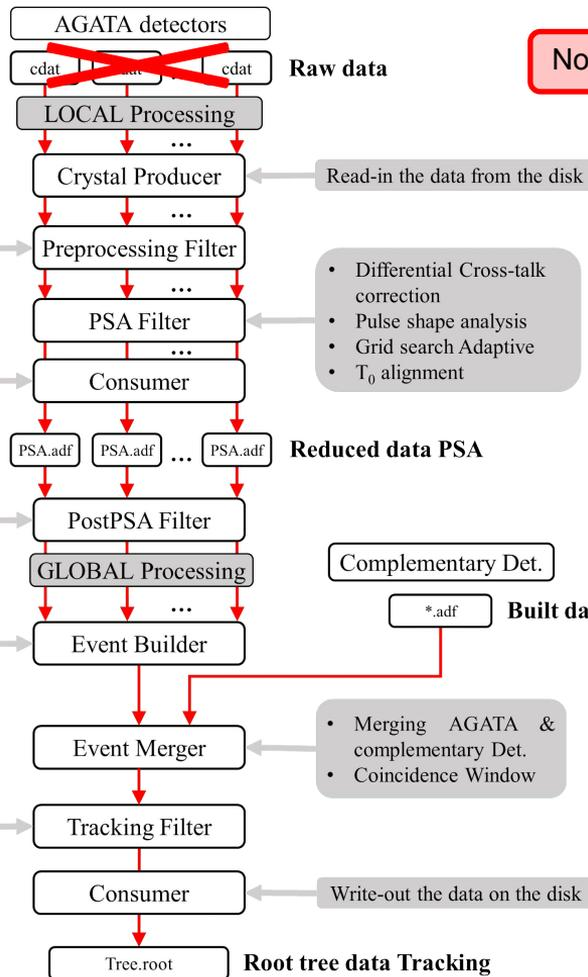 AGATA detectors
cdat
cdat
Raw data
No
LOCAL Processing
...
Crystal Producer
Read-in the data from the disk
...
Preprocessing Filter
...
• Differential Cross-talk
correction
• Pulse shape analysis
• Grid search Adaptive
• T0 alignment
PSA Filter
...
Consumer
PSA.adf PSA.adf ... PSA.adf
Reduced data PSA
PostPSA Filter
GLOBAL Processing
Complementary Det.
...
*.adf
Built da
Event Builder
• Merging AGATA &
complementary Det.
• Coincidence Window
Event Merger
Tracking Filter
Consumer
Write-out the data on the disk
Tree.root
Root tree data Tracking